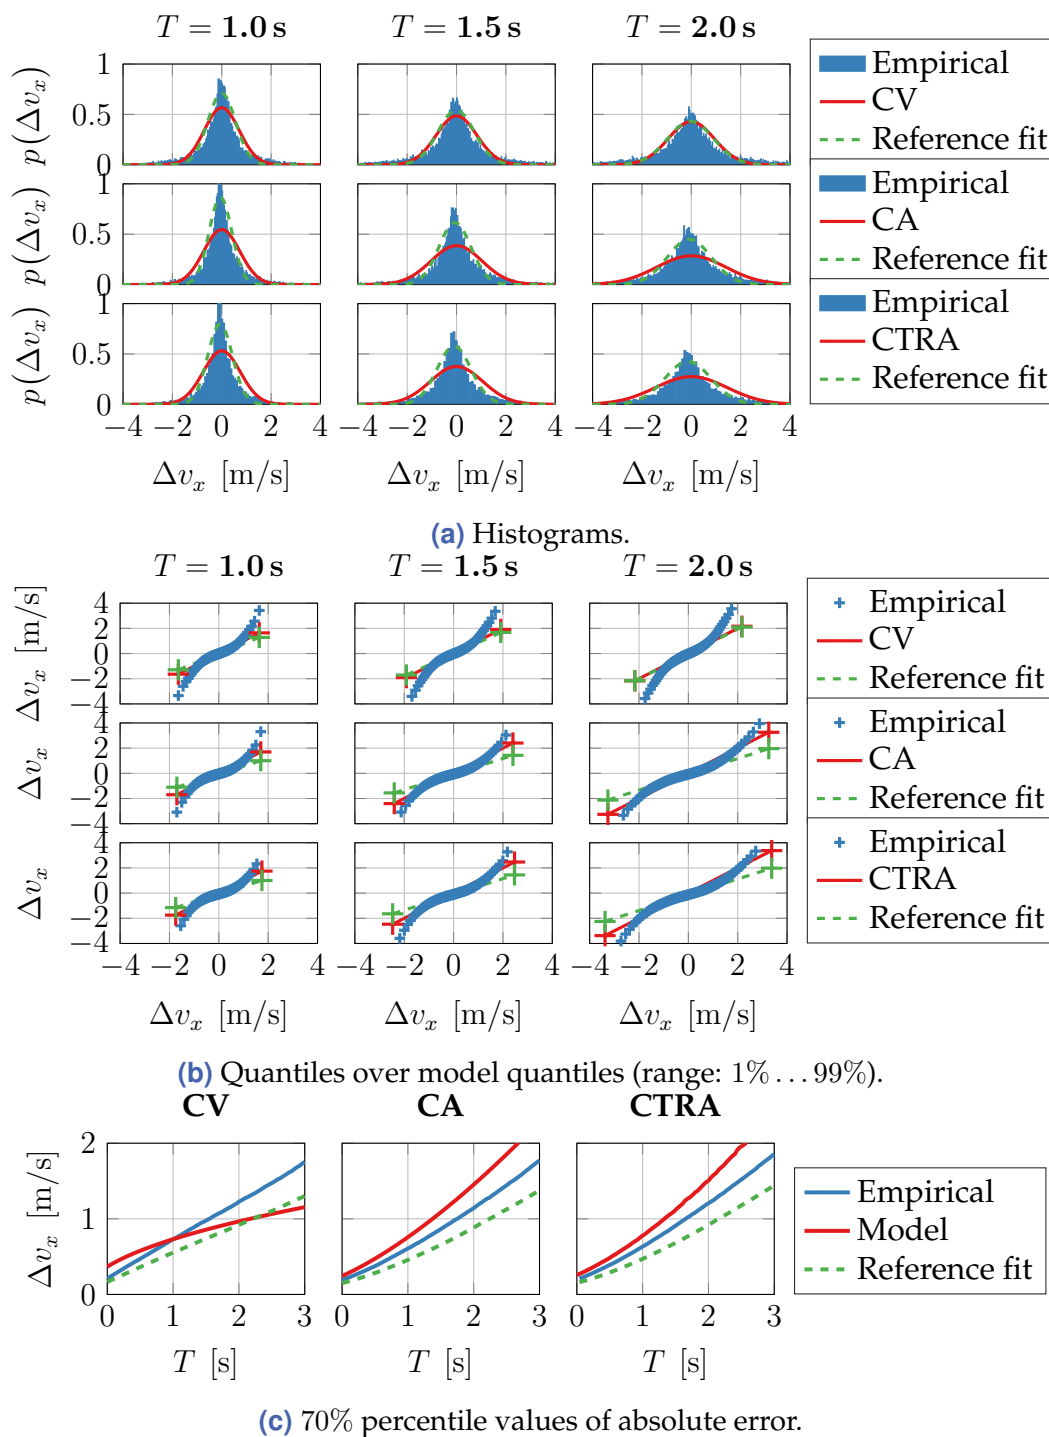 T = 1.0 s T = 1.5 s T = 2.0 s
p(Δv_x)
1
0.5
0
Empirical
CV
Reference fit
p(Δv_x)
1
0.5
0
Empirical
CA
Reference fit
p(Δv_x)
1
0.5
0
Empirical
CTRA
Reference fit
−4 −2 0 2 4 −4 −2 0 2 4 −4 −2 0 2 4
Δv_x [m/s] Δv_x [m/s] Δv_x [m/s]
(a) Histograms.
T = 1.0 s T = 1.5 s T = 2.0 s
Δv_x [m/s]
4
2
0
−2
−4
Empirical
CV
Reference fit
Δv_x
4
2
0
−2
−4
Empirical
CA
Reference fit
Δv_x
4
2
0
−2
−4
Empirical
CTRA
Reference fit
−4 −2 0 2 4 −4 −2 0 2 4 −4 −2 0 2 4
Δv_x [m/s] Δv_x [m/s] Δv_x [m/s]
(b) Quantiles over model quantiles (range: 1% … 99%).
CV CA CTRA
Δv_x [m/s]
2
1
0
Empirical
Model
Reference fit
0 1 2 3 0 1 2 3 0 1 2 3
T [s] T [s] T [s]
(c) 70% percentile values of absolute error.